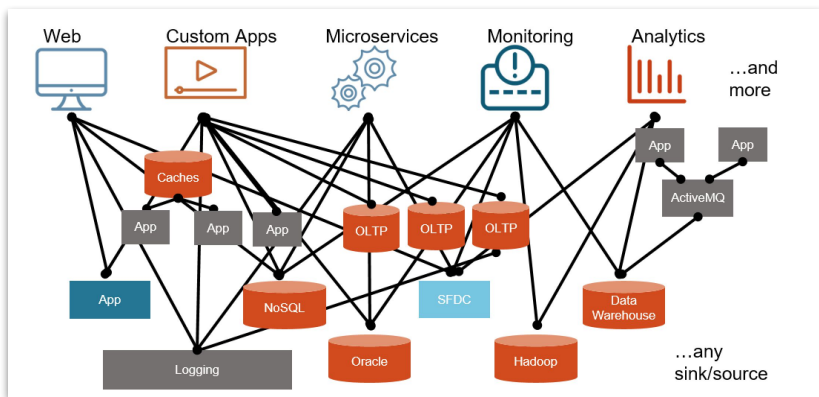 Web
Custom Apps
Microservices
Monitoring
Analytics
…and
more
App
App
Caches
ActiveMQ
App
App
App
OLTP
OLTP
OLTP
App
NoSQL
SFDC
Data
Warehouse
Logging
Oracle
Hadoop
…any
sink/source